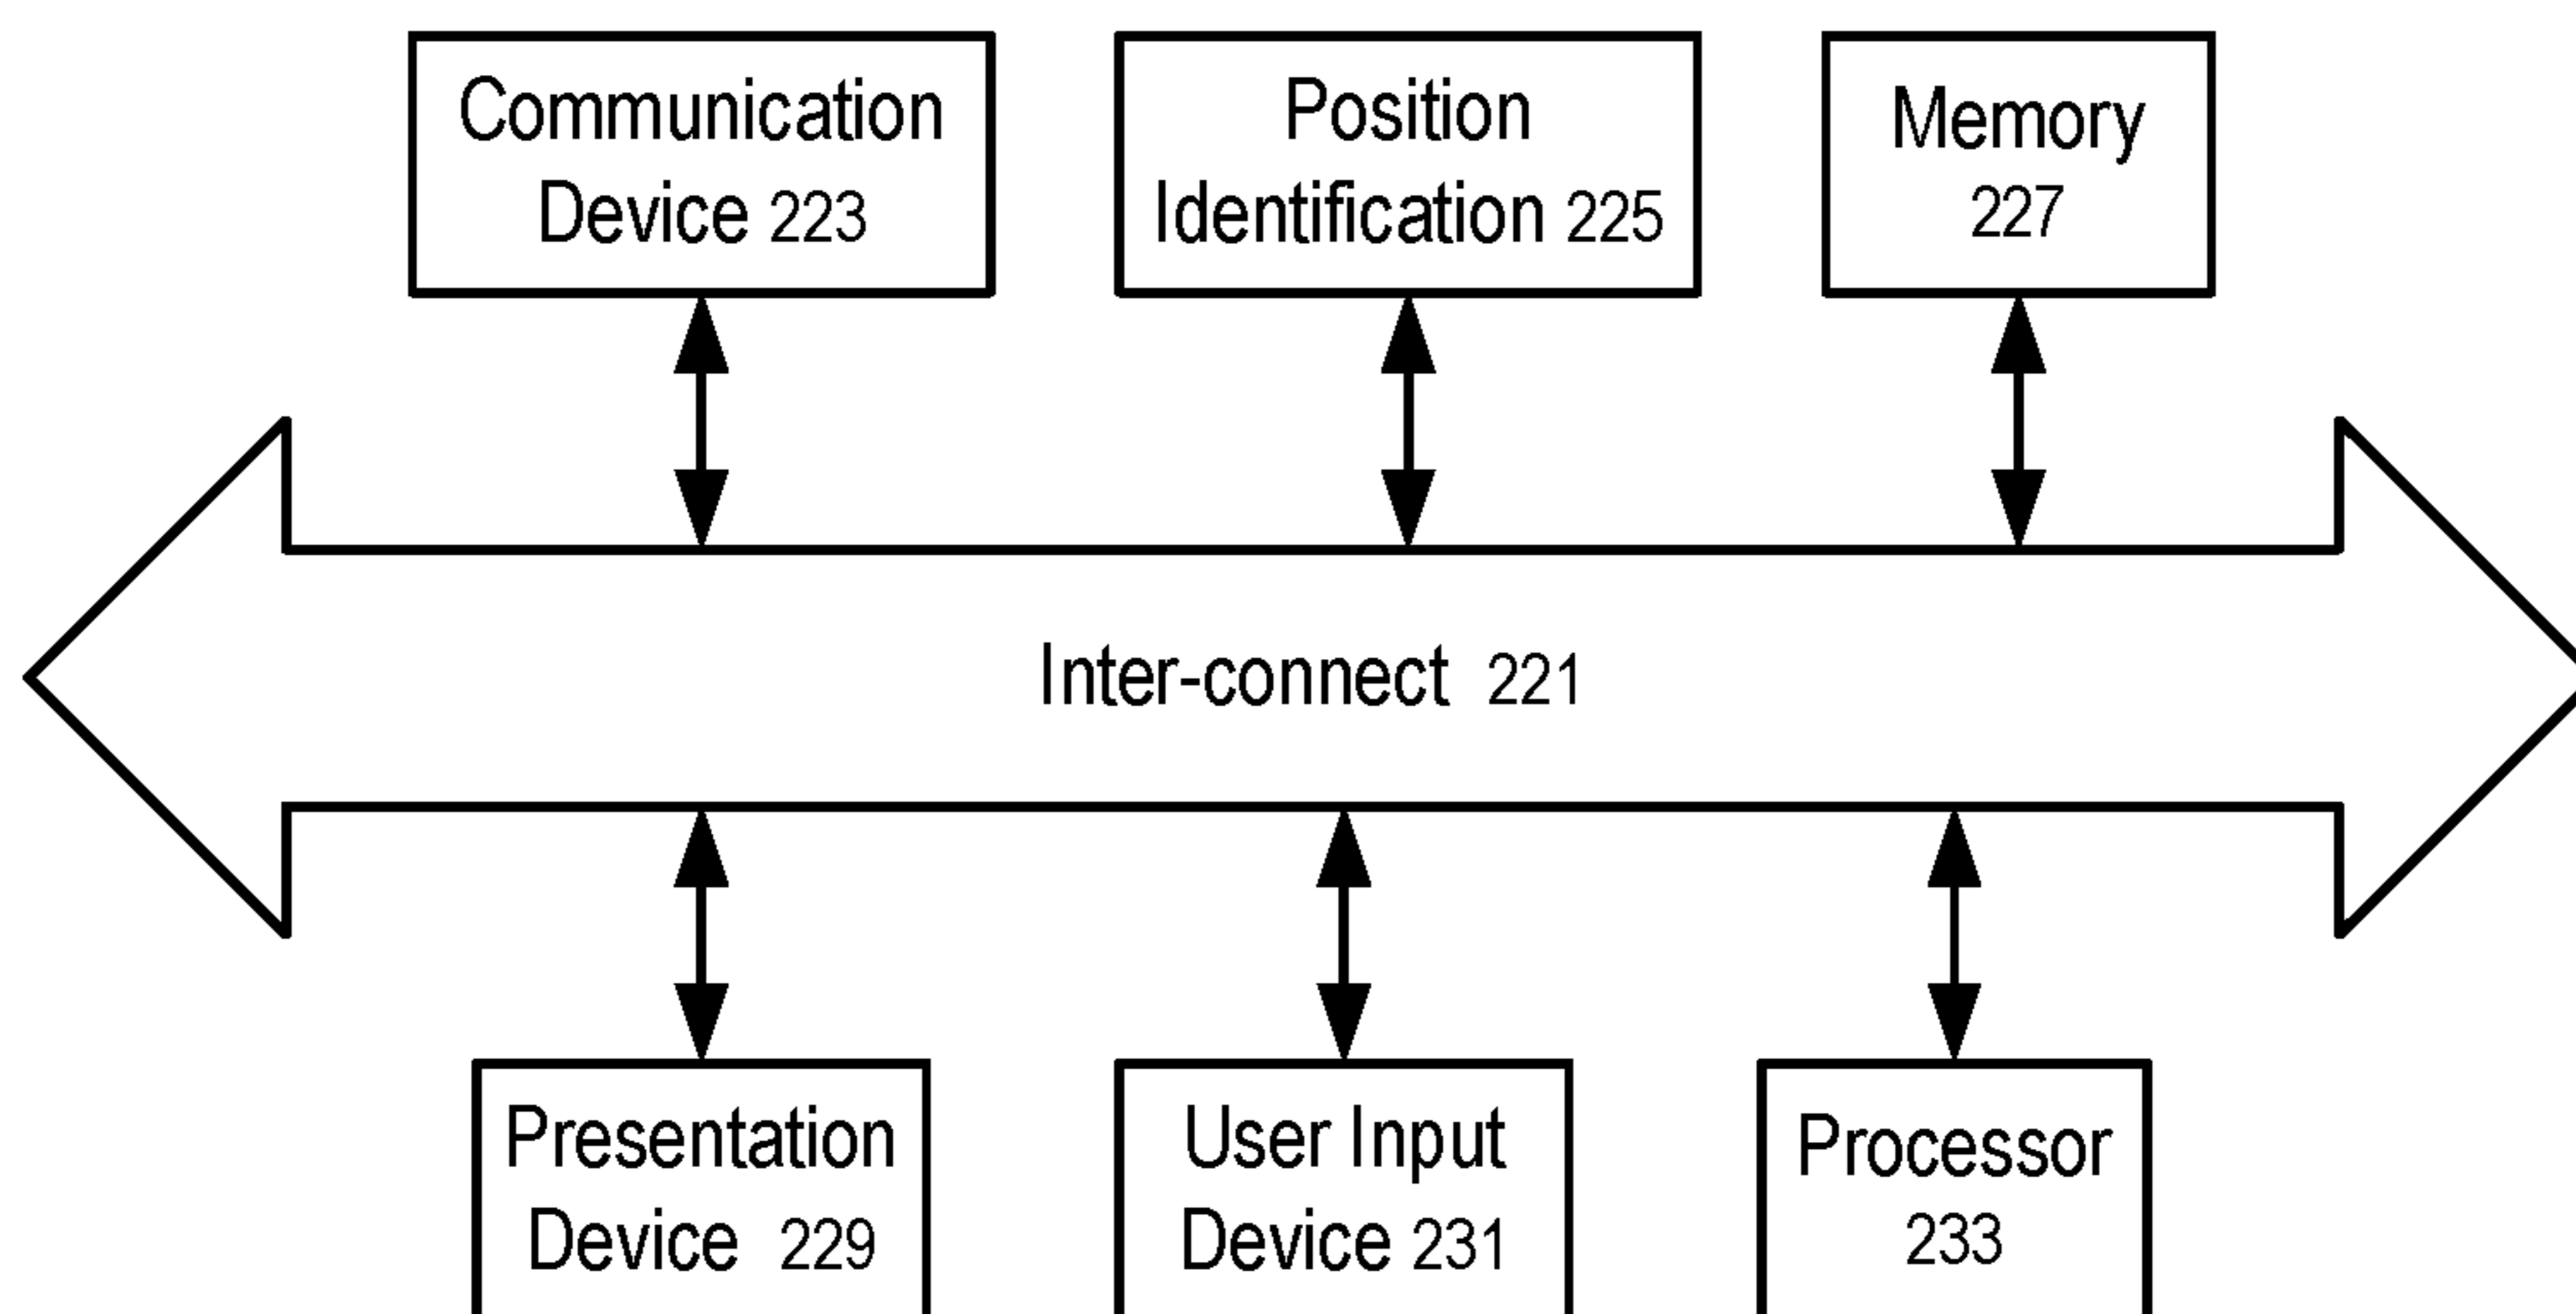 Communication
Device 223
Position
Identification 225
Memory
227
Inter-connect 221
Presentation
Device 229
User Input
Device 231
Processor
233